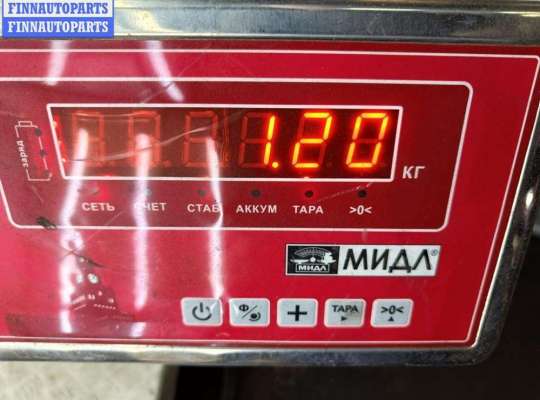 FINNAUTOPARTS
FINNAUTOPARTS
заряд
1.20
КГ
СЕТЬ СЧЕТ СТАБ АККУМ ТАРА >0<
МИДЛ МИДЛ®
Ф/ + ТАРА >0<